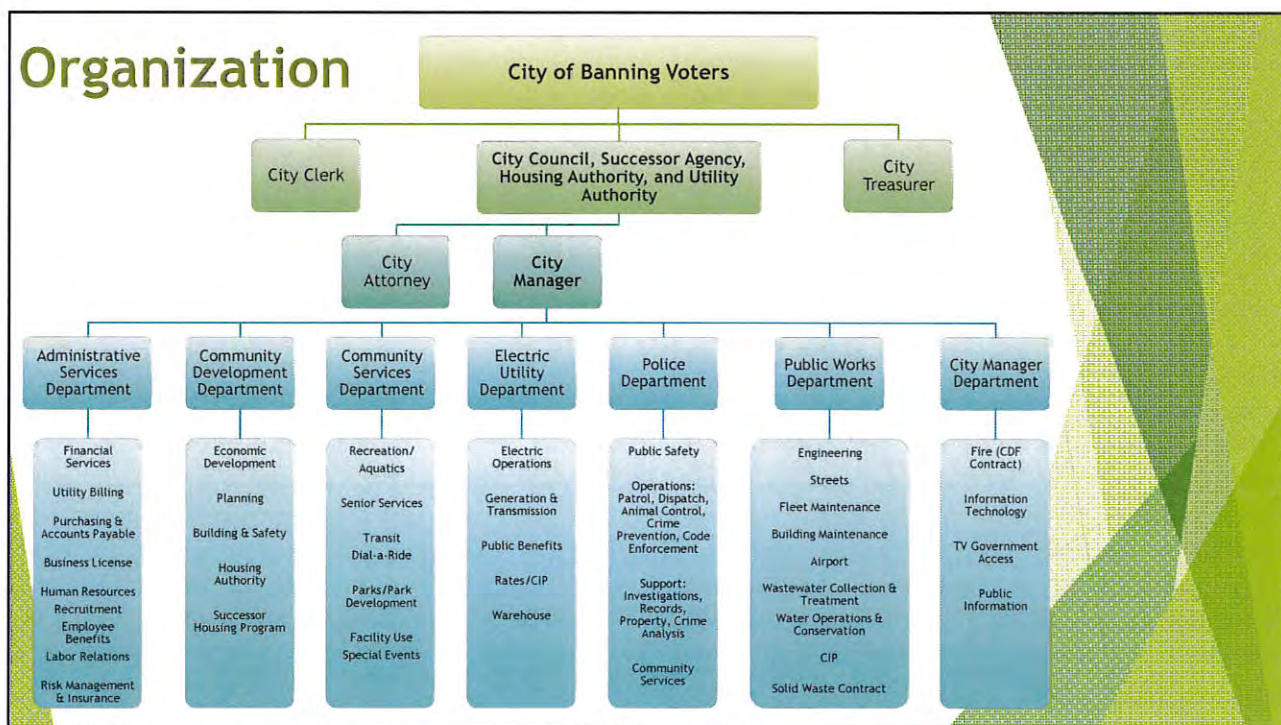 Organization
City of Banning Voters
City Clerk
City Council, Successor Agency,
Housing Authority, and Utility
Authority
City
Treasurer
City
Attorney
City
Manager
Administrative
Services
Department
Community
Development
Department
Community
Services
Department
Electric
Utility
Department
Police
Department
Public Works
Department
City Manager
Department
Financial
Services
Utility Billing
Purchasing &
Accounts Payable
Business License
Human Resources
Recruitment
Employee
Benefits
Labor Relations
Risk Management
& Insurance
Economic
Development
Planning
Building & Safety
Housing
Authority
Successor
Housing Program
Recreation/
Aquatics
Senior Services
Transit
Dial-a-Ride
Parks/Park
Development
Facility Use
Special Events
Electric
Operations
Generation &
Transmission
Public Benefits
Rates/CIP
Warehouse
Public Safety
Operations:
Patrol, Dispatch,
Animal Control,
Crime
Prevention, Code
Enforcement
Support:
Investigations,
Records,
Property, Crime
Analysis
Community
Services
Engineering
Streets
Fleet Maintenance
Building Maintenance
Airport
Wastewater Collection &
Treatment
Water Operations &
Conservation
CIP
Solid Waste Contract
Fire (CDF
Contract)
Information
Technology
TV Government
Access
Public
Information